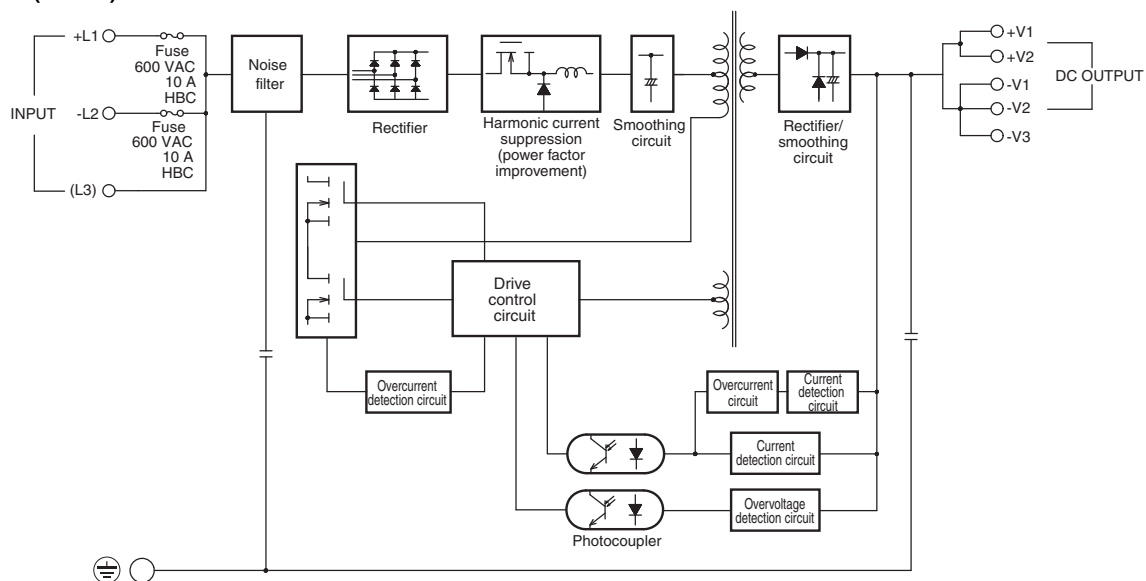 +L1
Fuse
600 VAC
10 A
HBC
INPUT
-L2
Fuse
600 VAC
10 A
HBC
(L3)
Noise
filter
Rectifier
Harmonic current
suppression
(power factor
improvement)
Smoothing
circuit
Rectifier/
smoothing
circuit
+V1
+V2
DC OUTPUT
-V1
-V2
-V3
Drive
control
circuit
Overcurrent
detection circuit
Overcurrent
circuit
Current
detection
circuit
Current
detection circuit
Overvoltage
detection circuit
Photocoupler